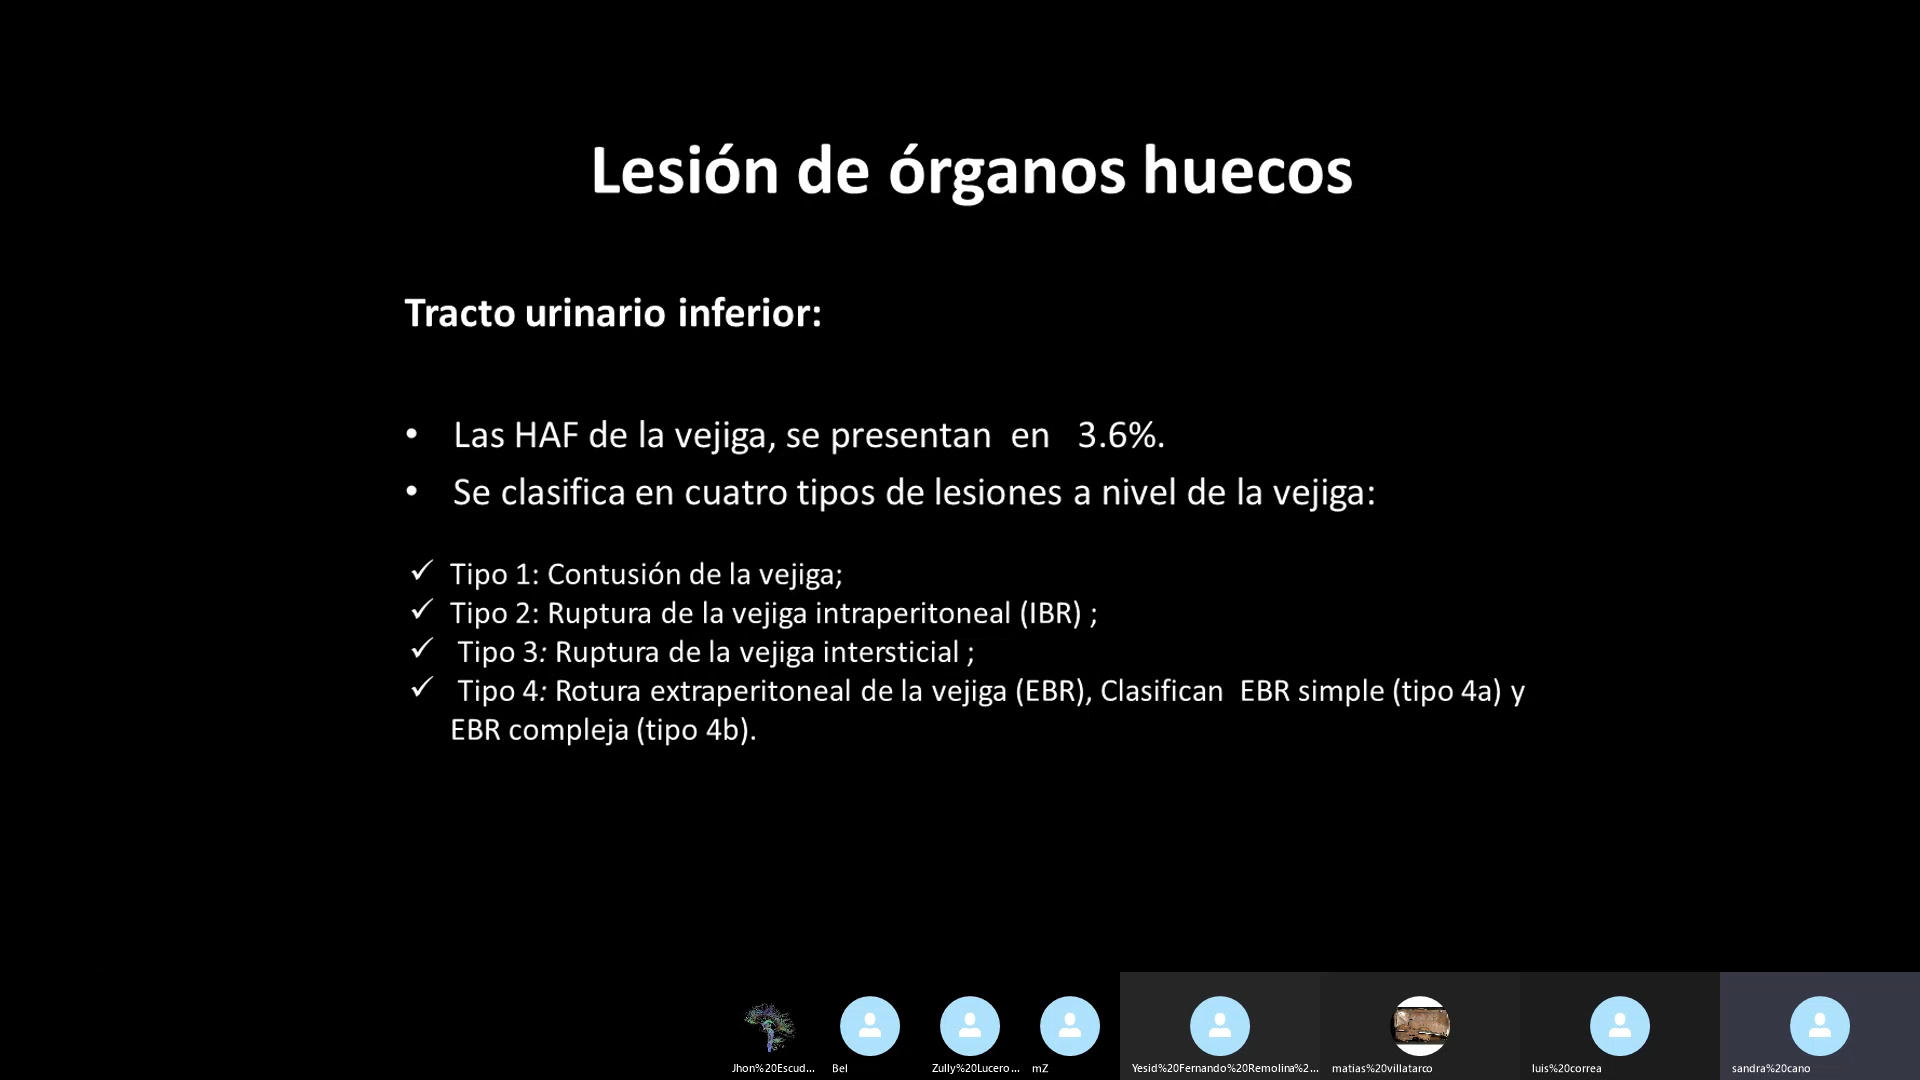 Lesión de órganos huecos
Tracto urinario inferior:
• Las HAF de la vejiga, se presentan en 3.6%.
• Se clasifica en cuatro tipos de lesiones a nivel de la vejiga:
✓ Tipo 1: Contusión de la vejiga;
✓ Tipo 2: Ruptura de la vejiga intraperitoneal (IBR) ;
✓ Tipo 3: Ruptura de la vejiga intersticial ;
✓ Tipo 4: Rotura extraperitoneal de la vejiga (EBR), Clasifican EBR simple (tipo 4a) y
EBR compleja (tipo 4b).
Jhon%20Escud... Bel Zully%20Lucero... mZ Yesid%20Fernando%20Remolina%2... matias%20villatarco luis%20correa sandra%20cano